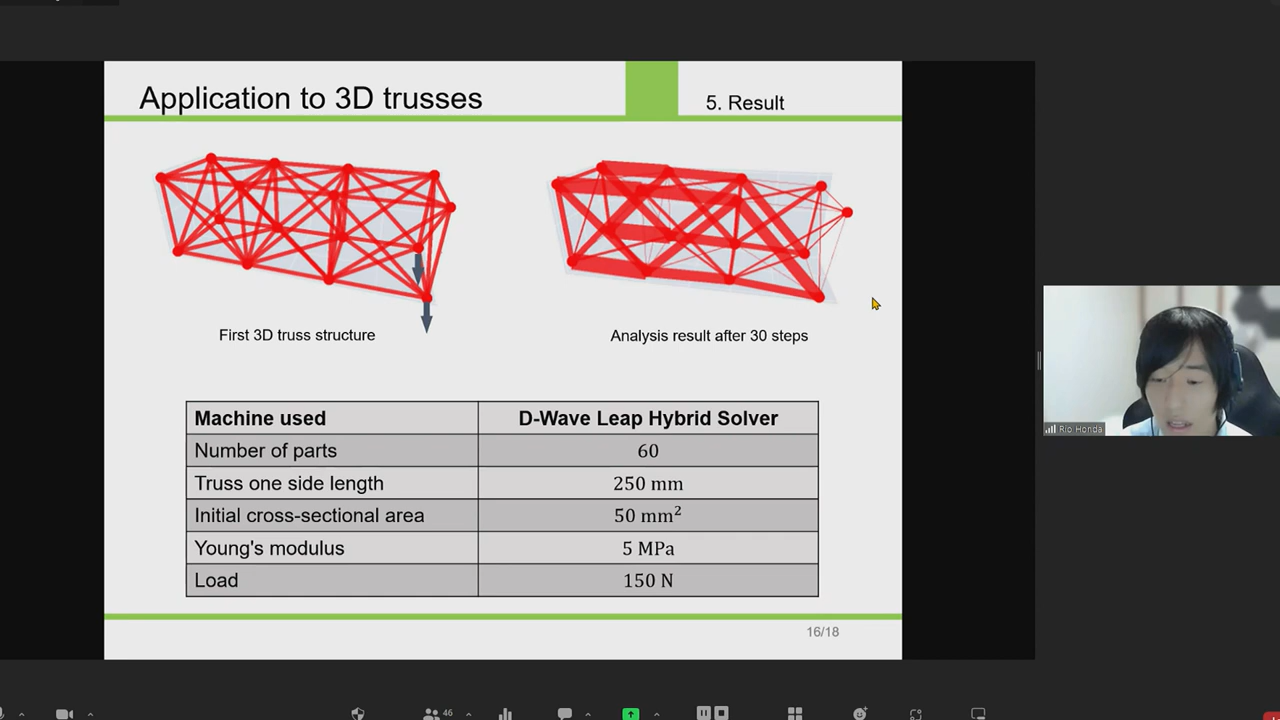 Application to 3D trusses
5. Result
First 3D truss structure
Analysis result after 30 steps
Machine used D-Wave Leap Hybrid Solver
Number of parts 60
Truss one side length 250 mm
Initial cross-sectional area 50 mm²
Young's modulus 5 MPa
Load 150 N
16/18
Rio Honda
46